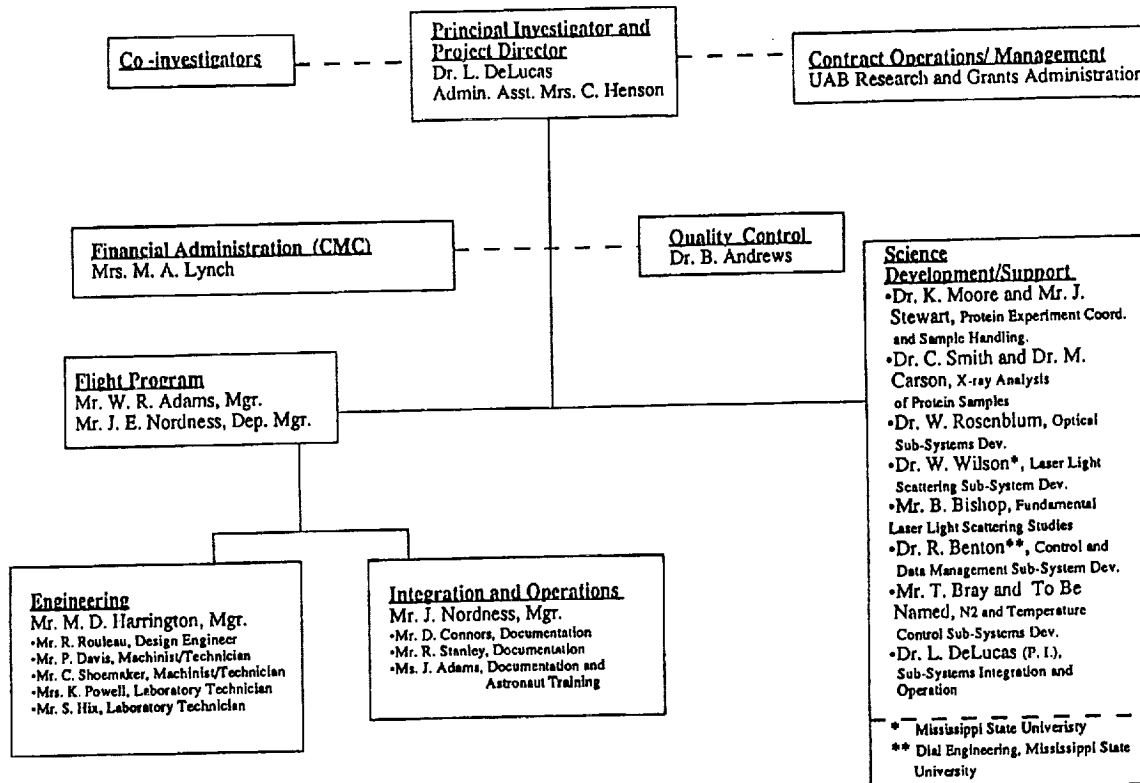 Co-investigators
Principal Investigator and
Project Director
Dr. L. DeLucas
Admin. Asst. Mrs. C. Henson
Contract Operations/ Management
UAB Research and Grants Administration
Financial Administration (CMC)
Mrs. M. A. Lynch
Quality Control
Dr. B. Andrews
Flight Program
Mr. W. R. Adams, Mgr.
Mr. J. E. Nordness, Dep. Mgr.
Engineering
Mr. M. D. Harrington, Mgr.
•Mr. R. Rouleau, Design Engineer
•Mr. P. Davis, Machinist/Technician
•Mr. C. Shoemaker, Machinist/Technician
•Mrs. K. Powell, Laboratory Technician
•Mr. S. Hix, Laboratory Technician
Integration and Operations
Mr. J. Nordness, Mgr.
•Mr. D. Connors, Documentation
•Mr. R. Stanley, Documentation
•Ms. J. Adams, Documentation and
Astronaut Training
Science
Development/Support
•Dr. K. Moore and Mr. J.
Stewart, Protein Experiment Coord.
and Sample Handling.
•Dr. C. Smith and Dr. M.
Carson, X-ray Analysis
of Protein Samples
•Dr. W. Rosenblum, Optical
Sub-Systems Dev.
•Dr. W. Wilson*, Laser Light
Scattering Sub-System Dev.
•Mr. B. Bishop, Fundamental
Laser Light Scattering Studies
•Dr. R. Benton**, Control and
Data Management Sub-System Dev.
•Mr. T. Bray and To Be
Named, N2 and Temperature
Control Sub-Systems Dev.
•Dr. L. DeLucas (P. I.),
Sub-Systems Integration and
Operation
* Mississippi State Univeristy
** Dial Engineering, Mississippi State
University